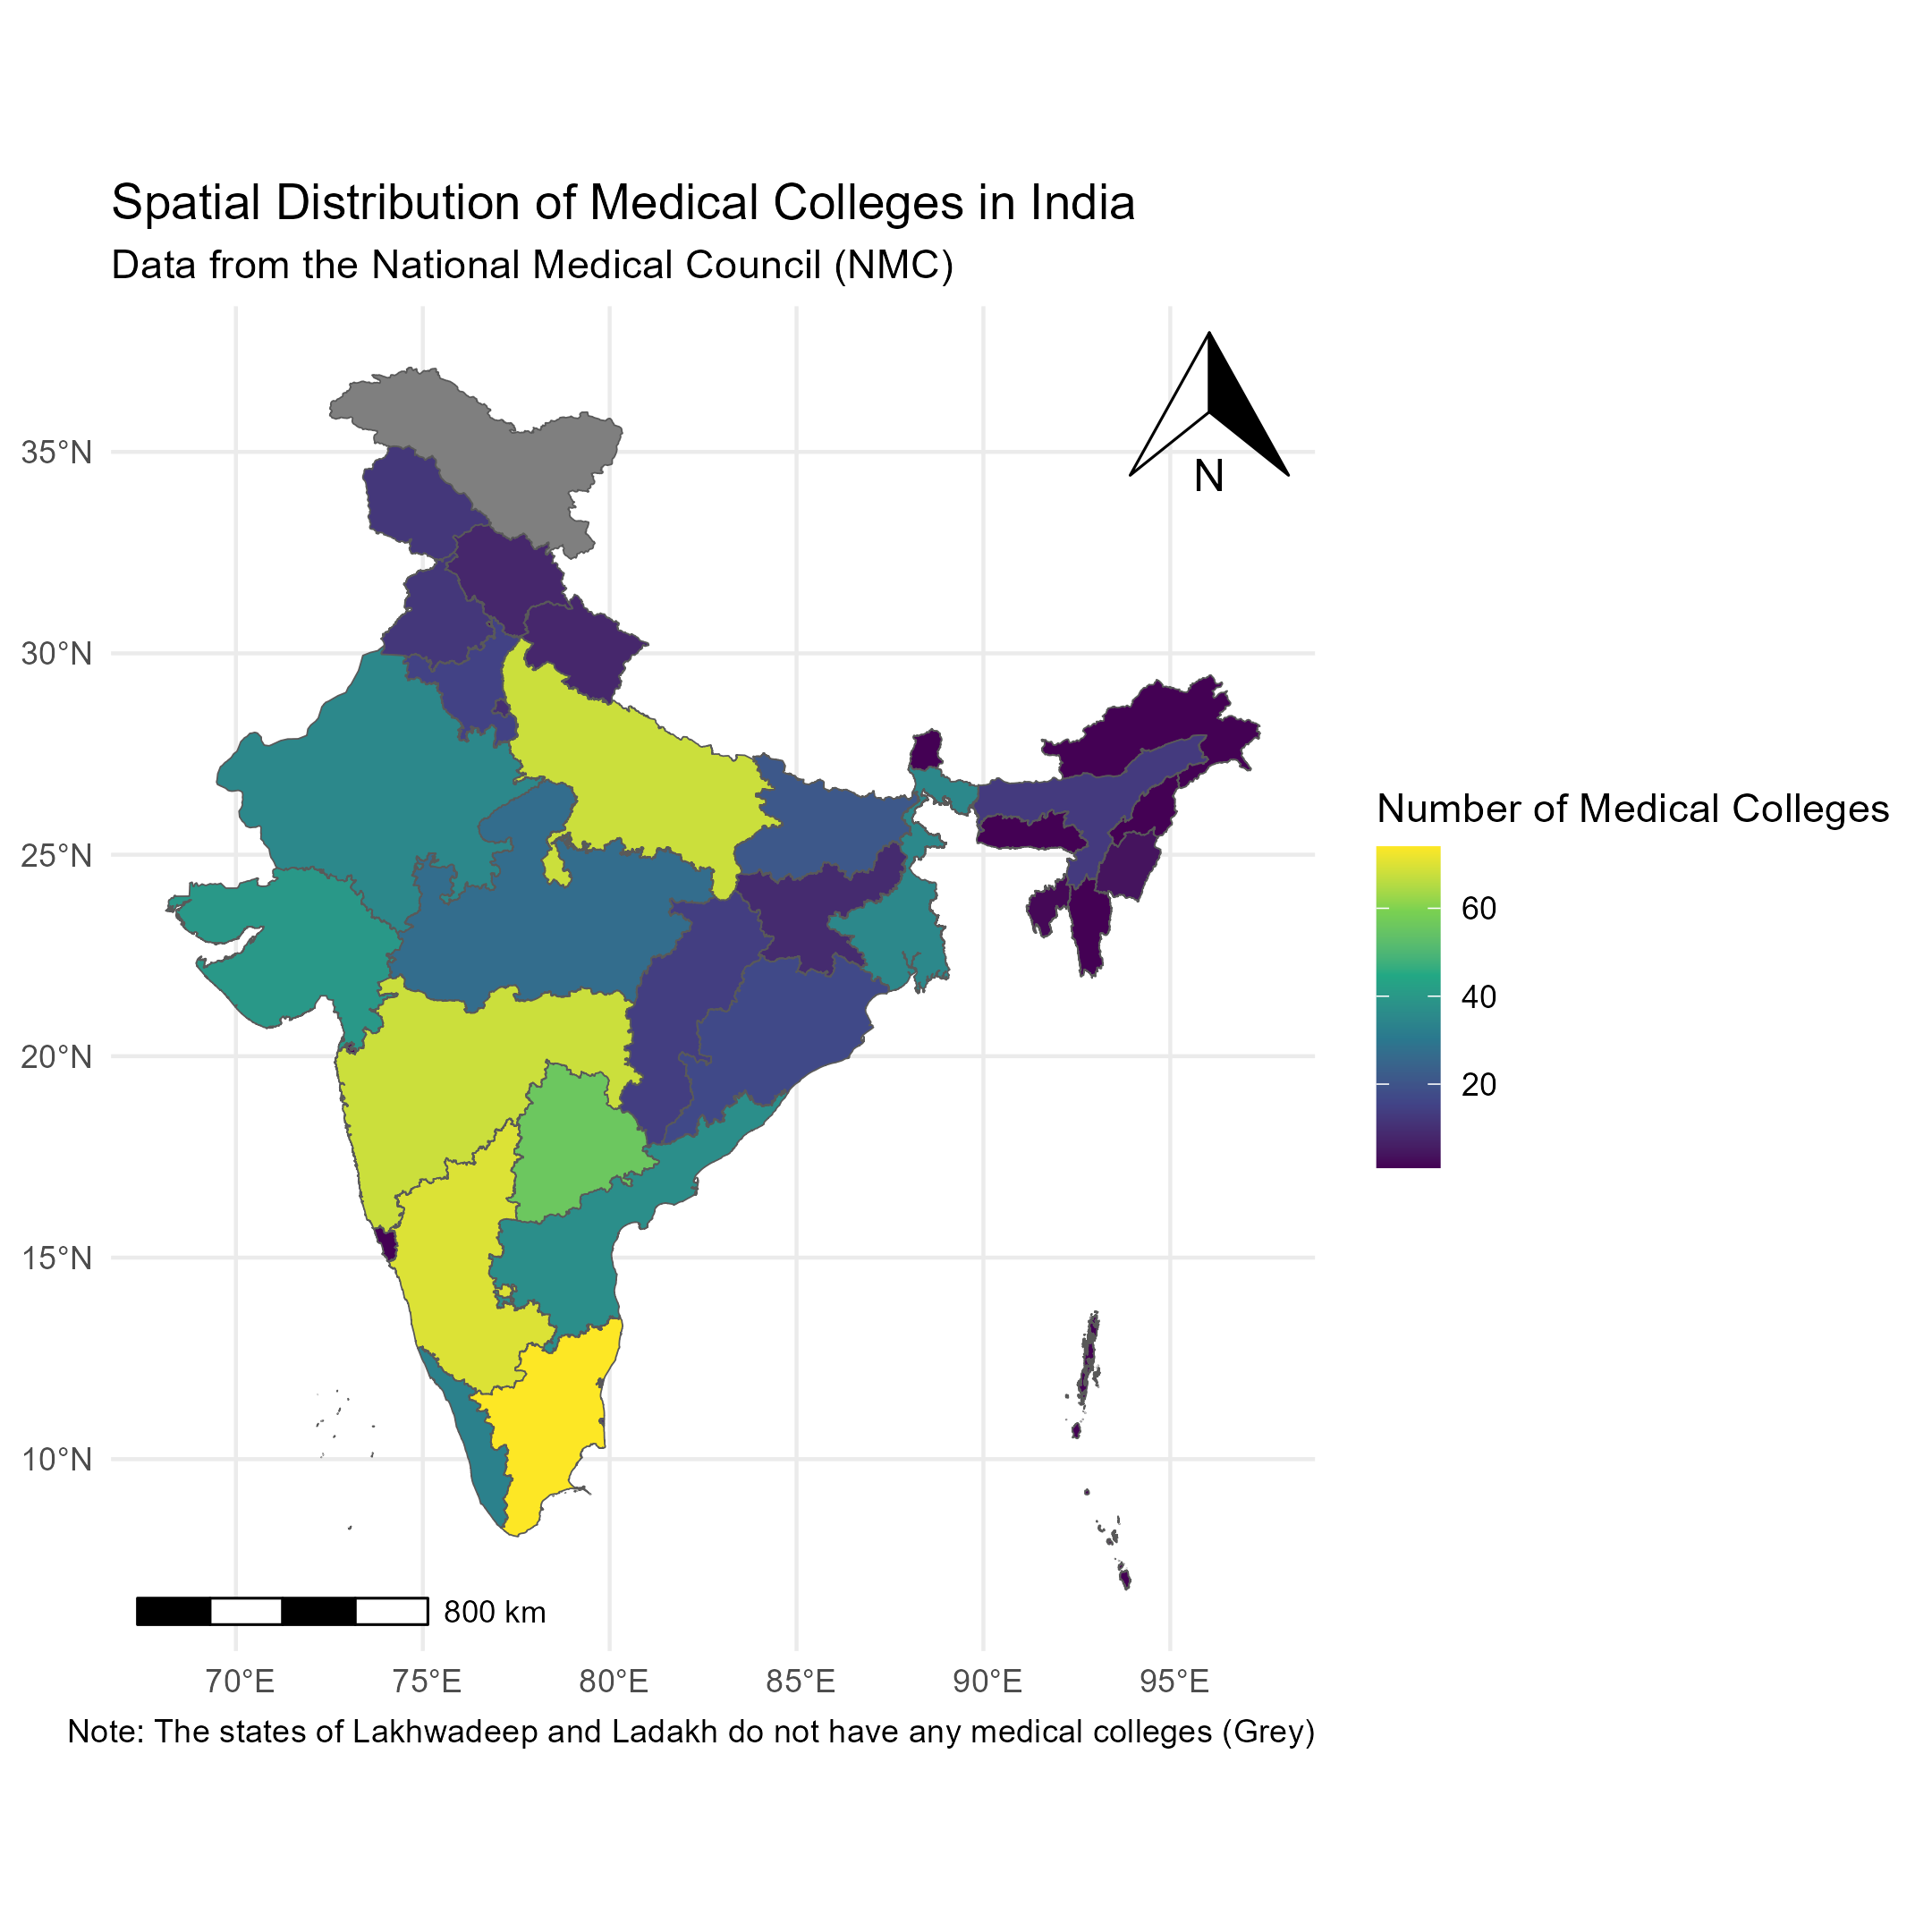 Spatial Distribution of Medical Colleges in India
Data from the National Medical Council (NMC)
N
35°N
30°N
25°N
20°N
15°N
10°N
Number of Medical Colleges
60
40
20
800 km
70°E 75°E 80°E 85°E 90°E 95°E
Note: The states of Lakhwadeep and Ladakh do not have any medical colleges (Grey)